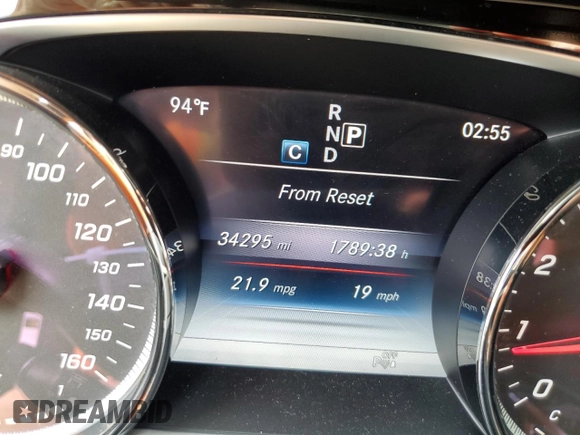 94°F
R
N P
C D
02:55
From Reset
34295 mi 1789:38 h
21.9 mpg 19 mph
OFF
90
100
110
120
130
140
150
160
2
1
0
C
DREAMBID